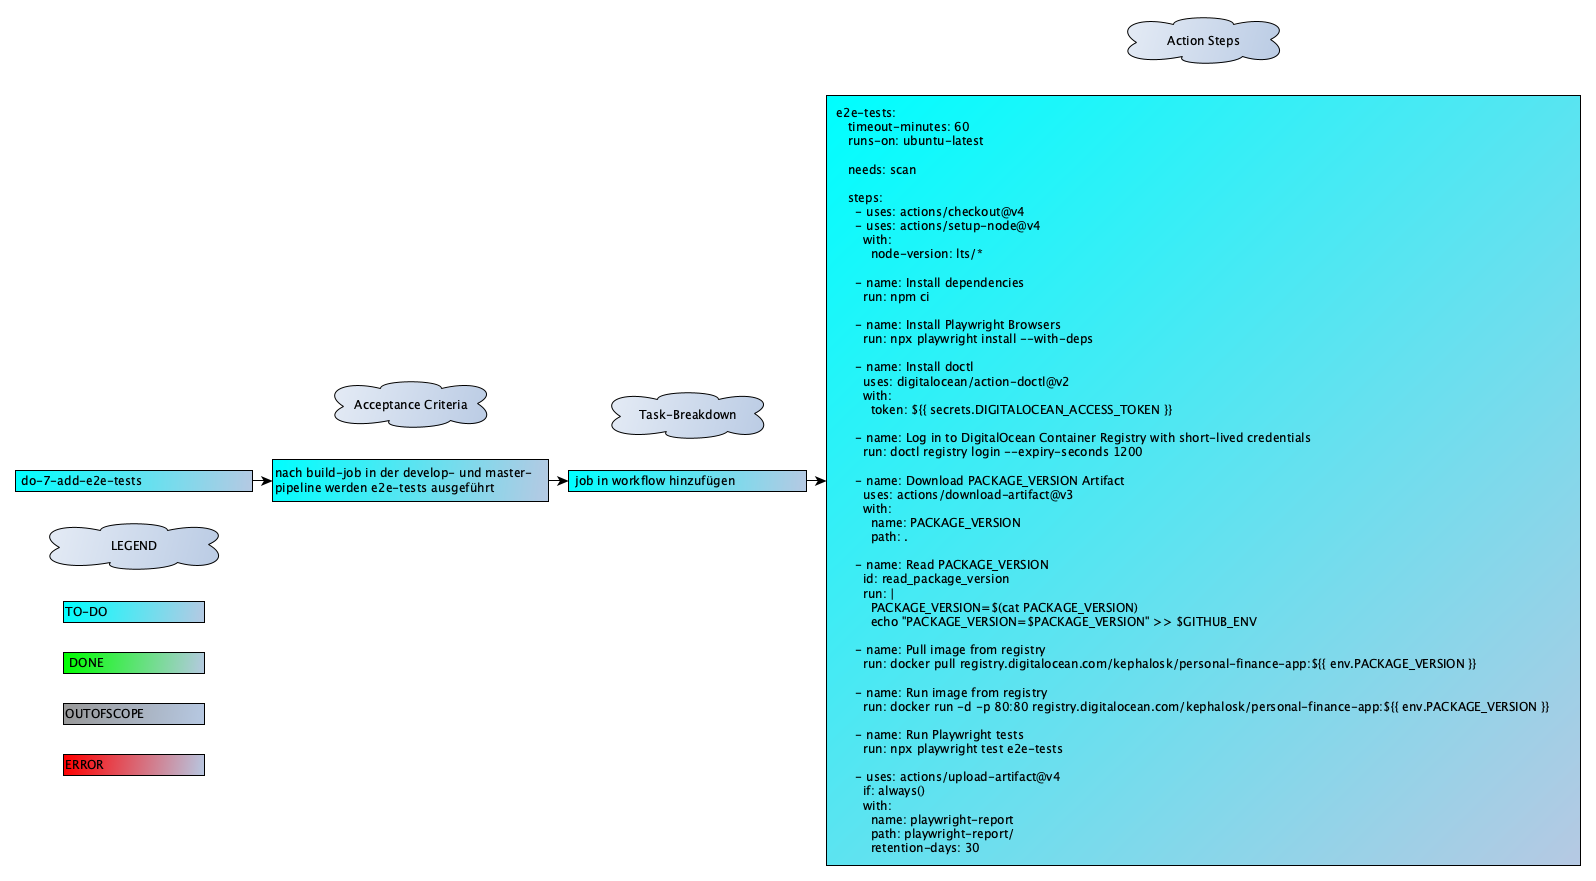 Action Steps
e2e-tests:
timeout-minutes: 60
runs-on: ubuntu-latest
needs: scan
steps:
- uses: actions/checkout@v4
- uses: actions/setup-node@v4
with:
node-version: lts/*
- name: Install dependencies
run: npm ci
- name: Install Playwright Browsers
run: npx playwright install --with-deps
- name: Install doctl
uses: digitalocean/action-doctl@v2
with:
token: ${{ secrets.DIGITALOCEAN_ACCESS_TOKEN }}
- name: Log in to DigitalOcean Container Registry with short-lived credentials
run: doctl registry login --expiry-seconds 1200
- name: Download PACKAGE_VERSION Artifact
uses: actions/download-artifact@v3
with:
name: PACKAGE_VERSION
path: .
- name: Read PACKAGE_VERSION
id: read_package_version
run: |
PACKAGE_VERSION=$(cat PACKAGE_VERSION)
echo "PACKAGE_VERSION=$PACKAGE_VERSION" >> $GITHUB_ENV
- name: Pull image from registry
run: docker pull registry.digitalocean.com/kephalosk/personal-finance-app:${{ env.PACKAGE_VERSION }}
- name: Run image from registry
run: docker run -d -p 80:80 registry.digitalocean.com/kephalosk/personal-finance-app:${{ env.PACKAGE_VERSION }}
- name: Run Playwright tests
run: npx playwright test e2e-tests
- uses: actions/upload-artifact@v4
if: always()
with:
name: playwright-report
path: playwright-report/
retention-days: 30
Acceptance Criteria
Task-Breakdown
do-7-add-e2e-tests
nach build-job in der develop- und master-
pipeline werden e2e-tests ausgeführt
job in workflow hinzufügen
LEGEND
TO-DO
DONE
OUTOFSCOPE
ERROR